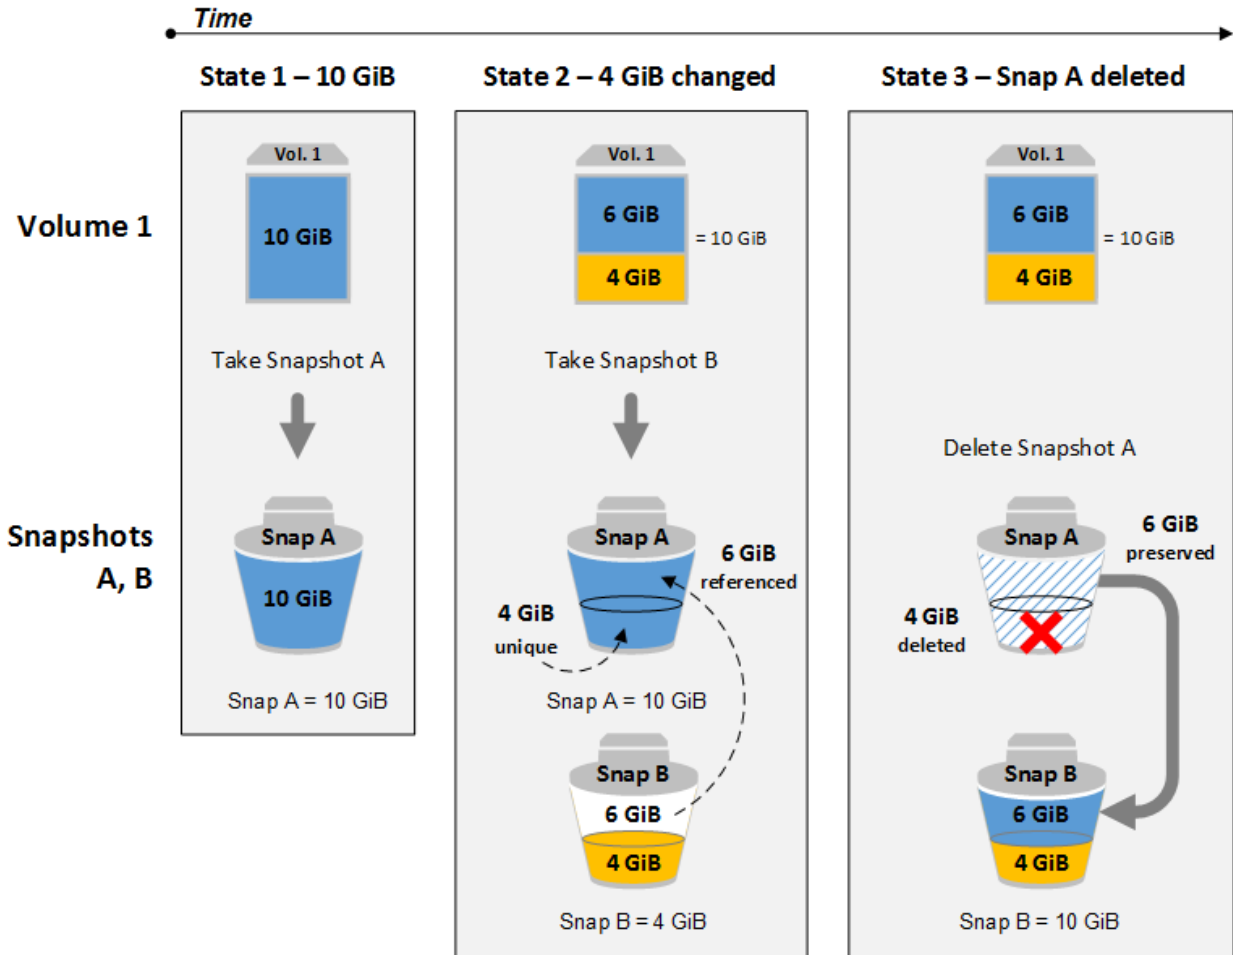 Time
State 1 – 10 GiB
State 2 – 4 GiB changed
State 3 – Snap A deleted
Volume 1
Vol. 1
10 GiB
Vol. 1
6 GiB
4 GiB
= 10 GiB
Vol. 1
6 GiB
4 GiB
= 10 GiB
Take Snapshot A
Take Snapshot B
Delete Snapshot A
Snapshots
A, B
Snap A
10 GiB
Snap A = 10 GiB
Snap A
6 GiB
referenced
4 GiB
unique
Snap A = 10 GiB
Snap B
6 GiB
4 GiB
Snap B = 4 GiB
Snap A
6 GiB
preserved
4 GiB
deleted
Snap B
6 GiB
4 GiB
Snap B = 10 GiB